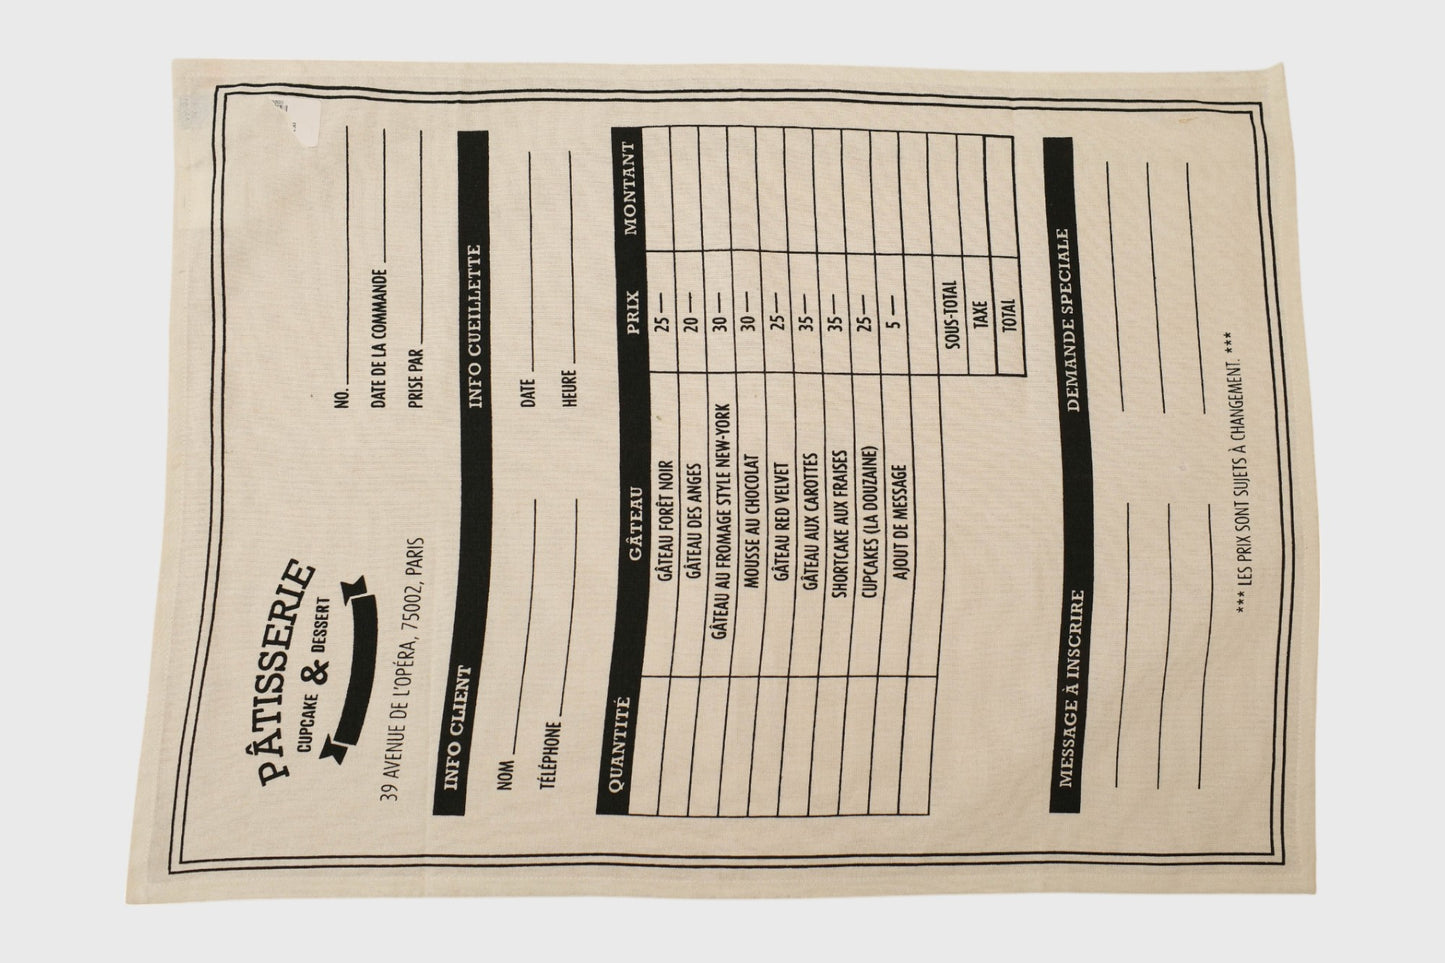 PÂTISSERIE
CUPCAKE & DESSERT
39 AVENUE DE L'OPÉRA, 75002, PARIS
NO.
DATE DE LA COMMANDE
PRISE PAR
INFO CLIENT INFO CUEILLETTE
NOM DATE
TÉLÉPHONE HEURE
QUANTITÉ GÂTEAU PRIX MONTANT
GÂTEAU FORÊT NOIR 25 —
GÂTEAU DES ANGES 20 —
GÂTEAU AU FROMAGE STYLE NEW-YORK 30 —
MOUSSE AU CHOCOLAT 30 —
GÂTEAU RED VELVET 25 —
GÂTEAU AUX CAROTTES 35 —
SHORTCAKE AUX FRAISES 35 —
CUPCAKES (LA DOUZAINE) 25 —
AJOUT DE MESSAGE 5 —
SOUS-TOTAL
TAXE
TOTAL
MESSAGE À INSCRIRE DEMANDE SPECIALE
*** LES PRIX SONT SUJETS À CHANGEMENT. ***